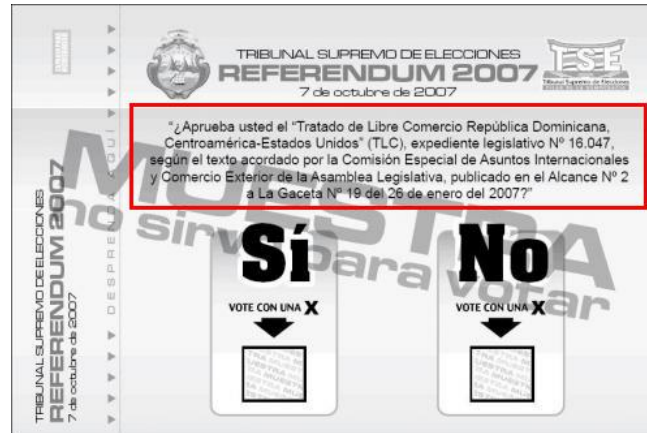 TRIBUNAL SUPREMO DE ELECCIONES
REFERENDUM 2007
7 de octubre de 2007
TSE
Tribunal Supremo de Elecciones
"¿Aprueba usted el "Tratado de Libre Comercio República Dominicana,
Centroamérica-Estados Unidos" (TLC), expediente legislativo Nº 16.047,
según el texto acordado por la Comisión Especial de Asuntos Internacionales
y Comercio Exterior de la Asamblea Legislativa, publicado en el Alcance Nº 2
a La Gaceta Nº 19 del 26 de enero del 2007?"
MUESTRA
no sirve para votar
Sí
No
VOTE CON UNA X
VOTE CON UNA X
DESPRENDA AQUÍ
TRIBUNAL SUPREMO DE ELECCIONES
REFERENDUM 2007
7 de octubre de 2007